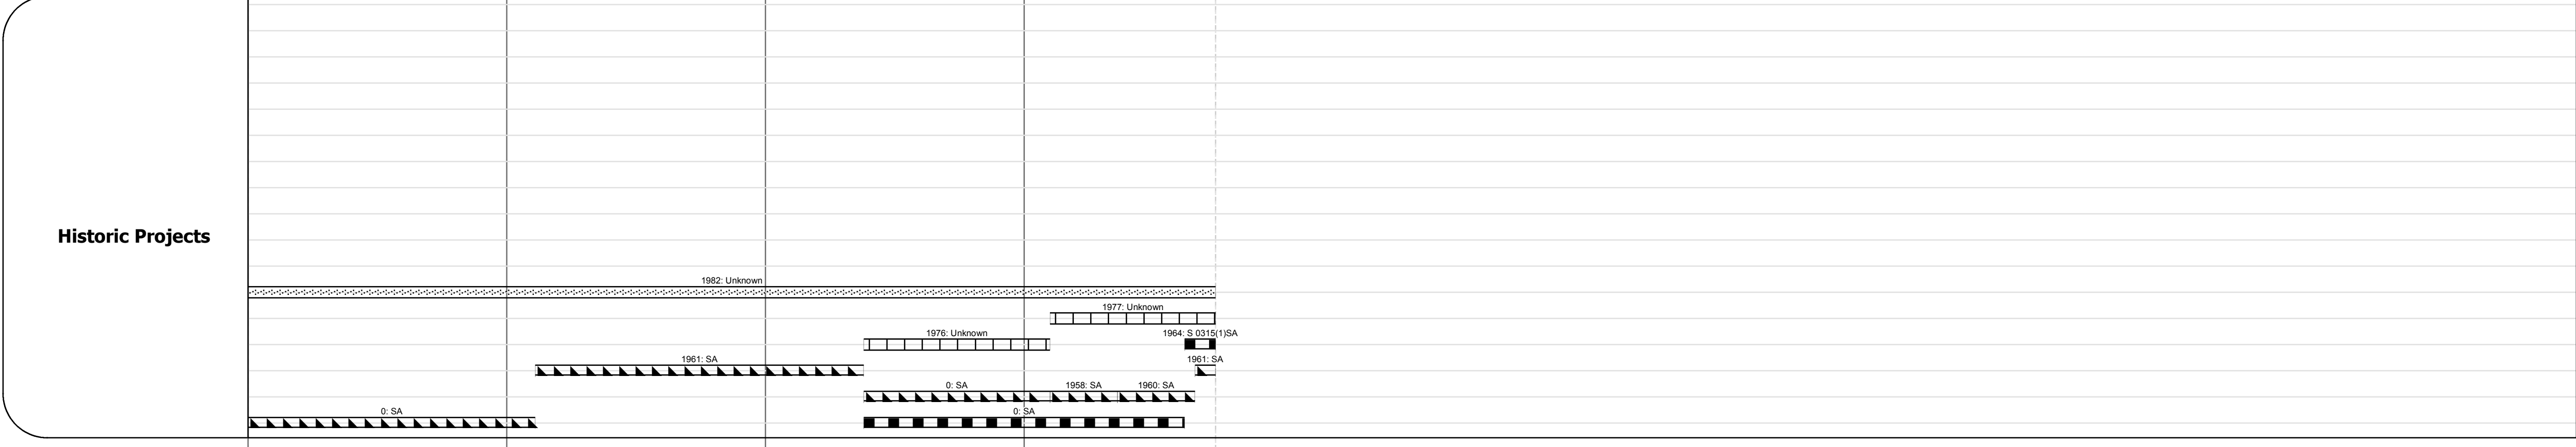 Historic Projects
1982: Unknown
1977: Unknown
1976: Unknown
1964: S 0315(1)SA
1961: SA
1961: SA
0: SA
1958: SA
1960: SA
0: SA
0: SA